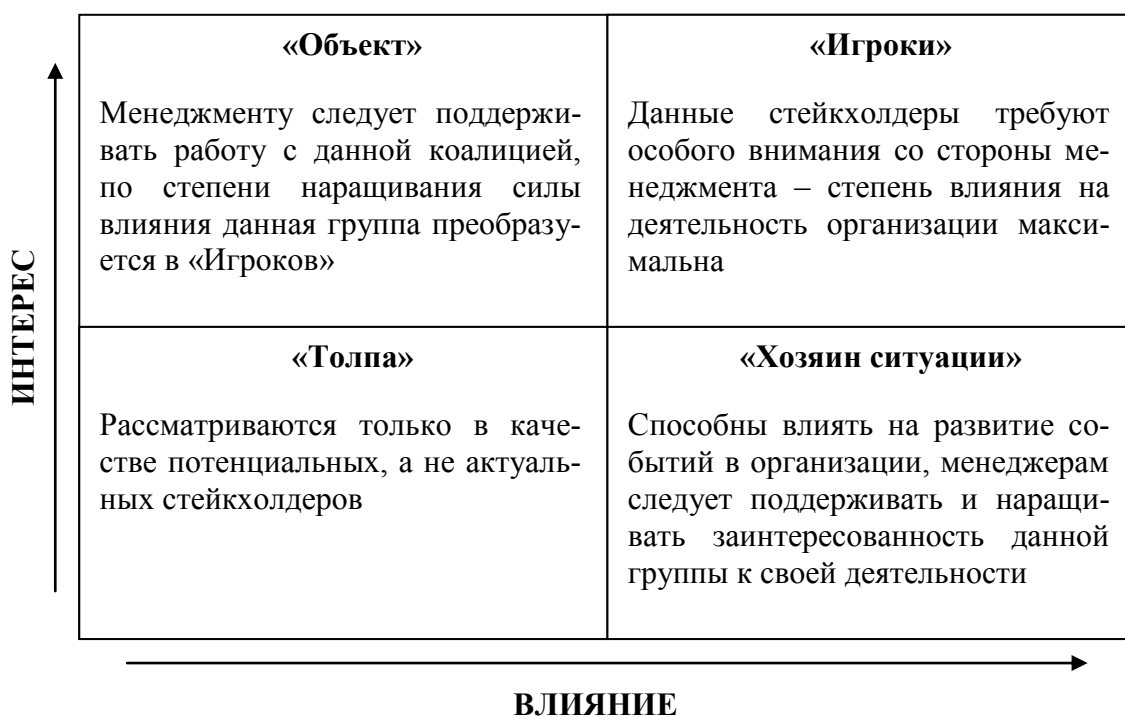 «Объект»
Менеджменту следует поддержи-
вать работу с данной коалицией,
по степени наращивания силы
влияния данная группа преобразу-
ется в «Игроков»
«Игроки»
Данные стейкхолдеры требуют
особого внимания со стороны ме-
неджмента – степень влияния на
деятельность организации макси-
мальна
ИНТЕРЕС
«Толпа»
Рассматриваются только в каче-
стве потенциальных, а не актуаль-
ных стейкхолдеров
«Хозяин ситуации»
Способны влиять на развитие со-
бытий в организации, менеджерам
следует поддерживать и наращи-
вать заинтересованность данной
группы к своей деятельности
ВЛИЯНИЕ